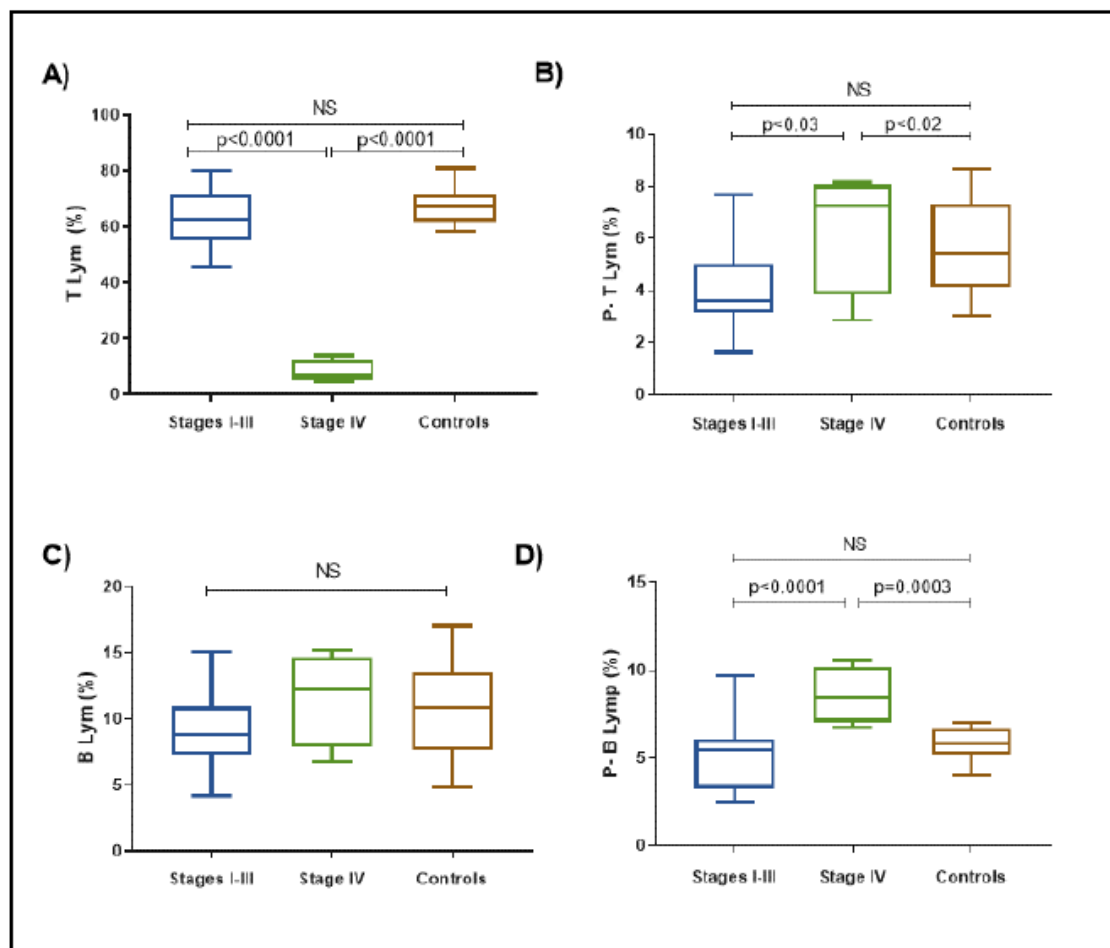 A)
NS
p<0.0001 p<0.0001
T Lym (%)
100
80
60
40
20
0
Stages I-III Stage IV Controls
B)
NS
p<0.03 p<0.02
P- T Lym (%)
10
8
6
4
2
0
Stages I-III Stage IV Controls
C)
NS
B Lym (%)
20
15
10
5
0
Stages I-III Stage IV Controls
D)
NS
p<0.0001 p=0.0003
P- B Lymp (%)
15
10
5
0
Stages I-III Stage IV Controls